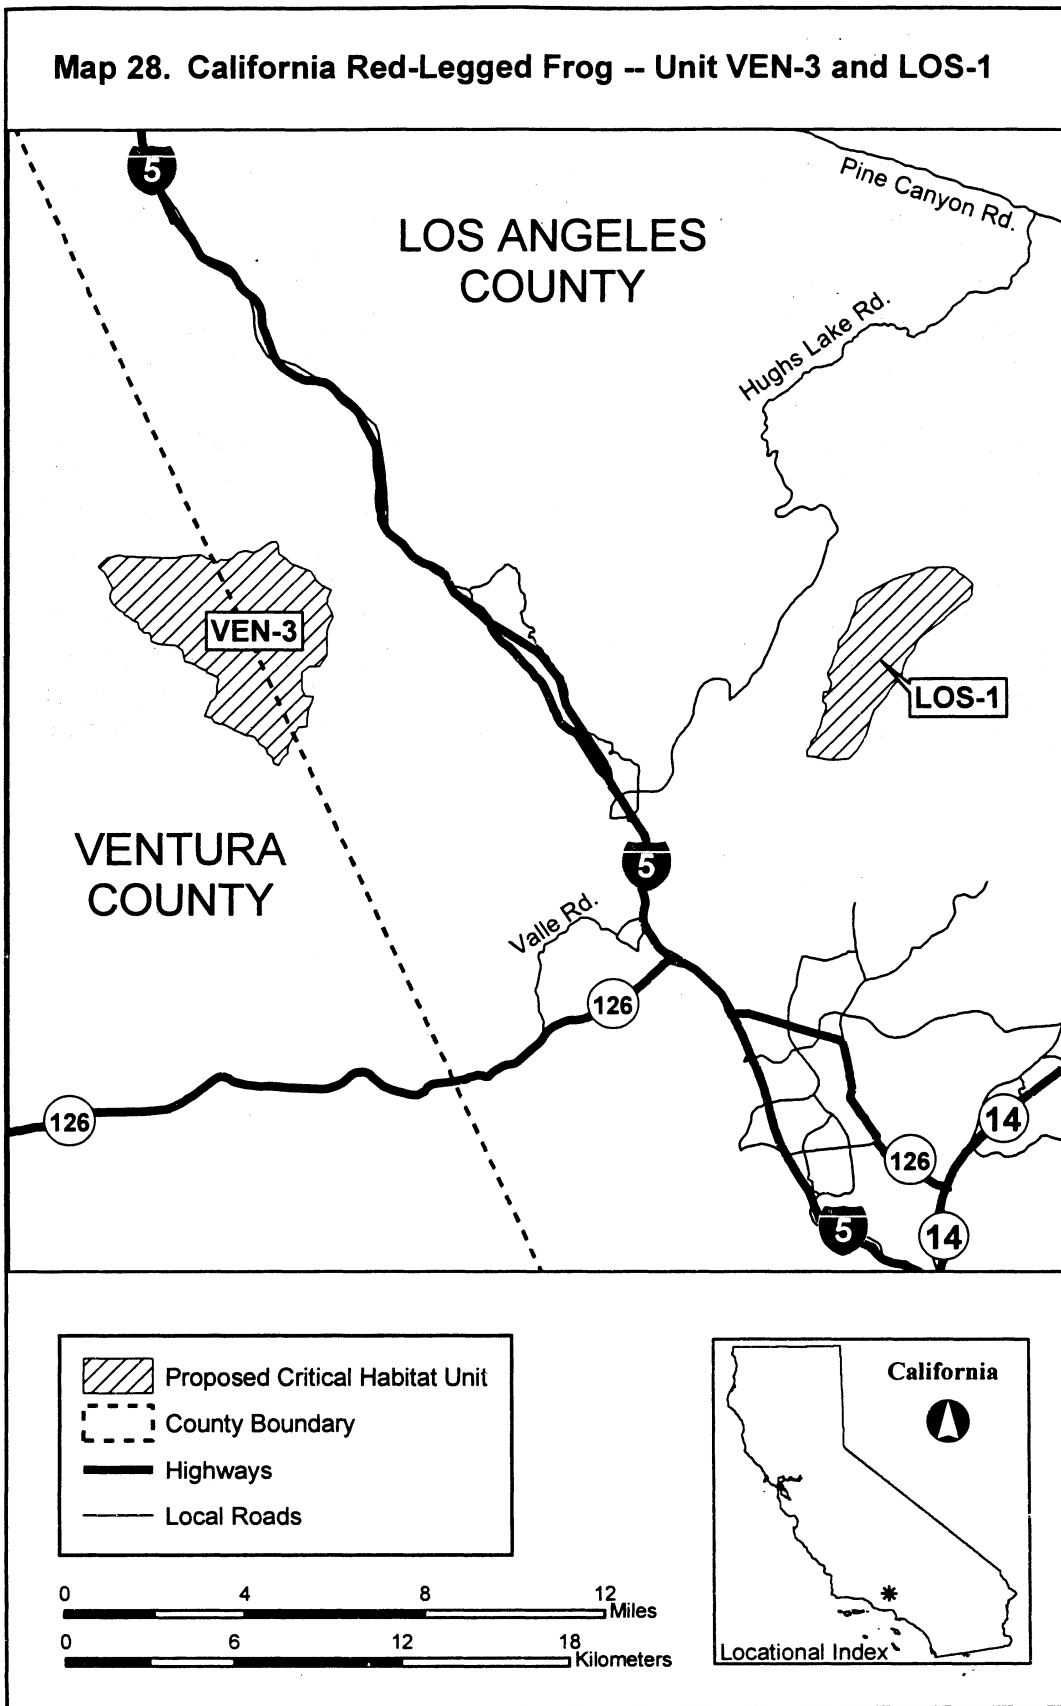 Map 28. California Red-Legged Frog -- Unit VEN-3 and LOS-1
5
Pine Canyon Rd.
LOS ANGELES
COUNTY
Hughs Lake Rd.
VEN-3
LOS-1
VENTURA
COUNTY
5
Valle Rd.
126
126
14
126
5
14
Proposed Critical Habitat Unit
County Boundary
Highways
Local Roads
California
0 4 8 12
Miles
0 6 12 18
Kilometers
Locational Index